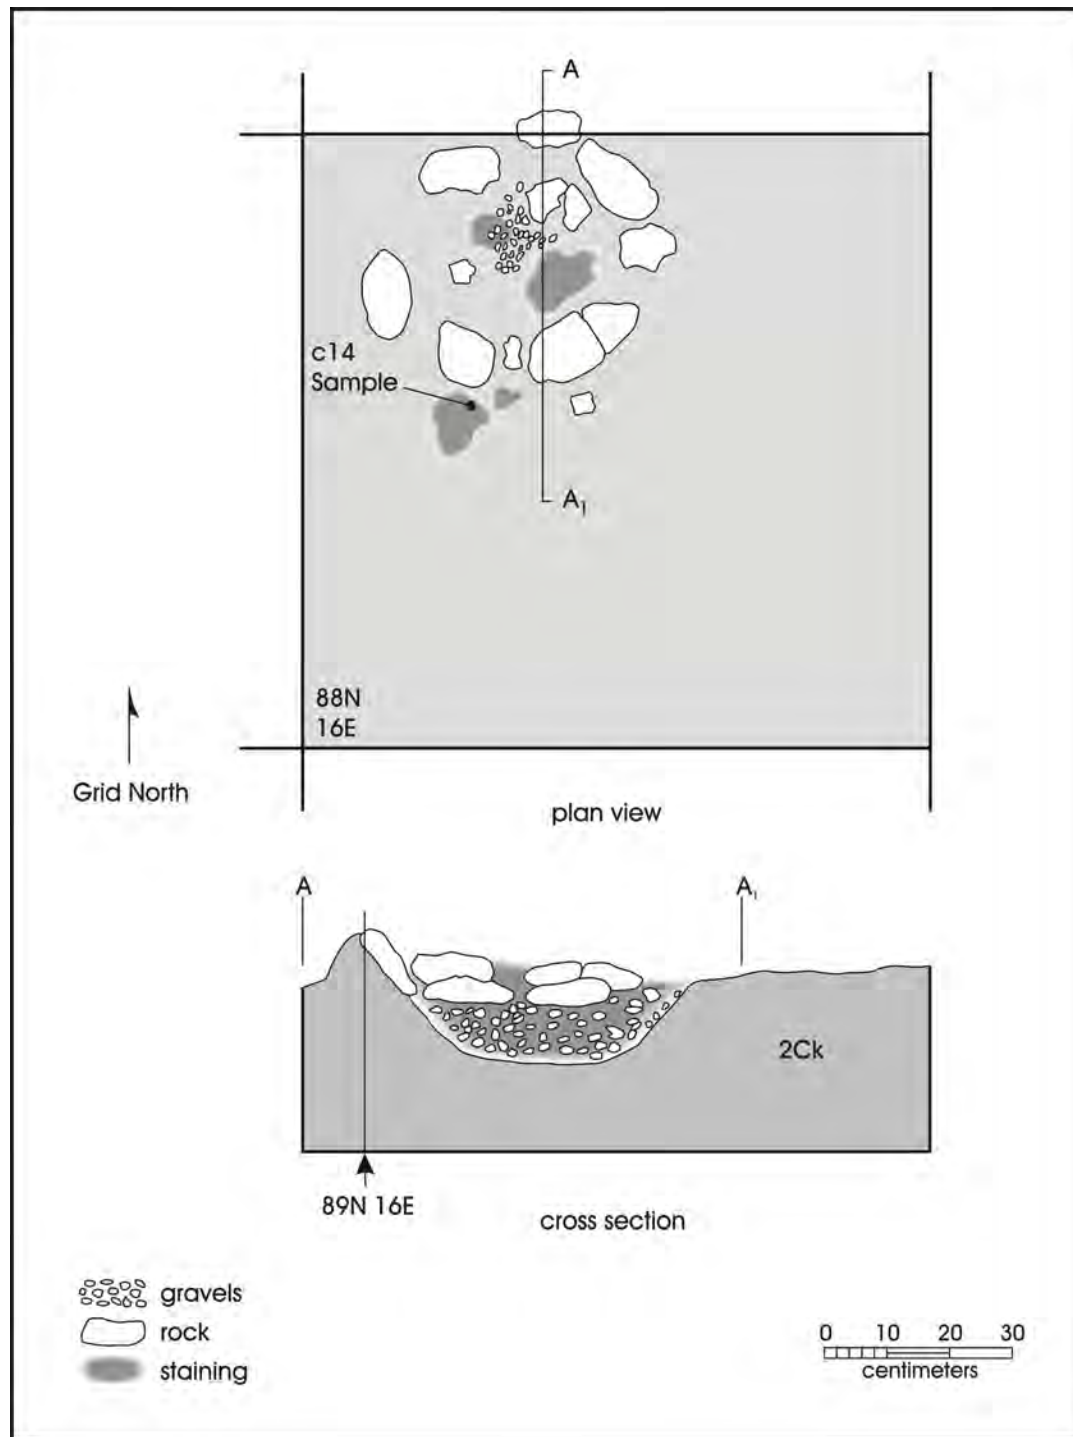 A
c14
Sample
A₁
88N
16E
Grid North
plan view
A A₁
2Ck
89N 16E
cross section
gravels
rock
staining
0 10 20 30
centimeters